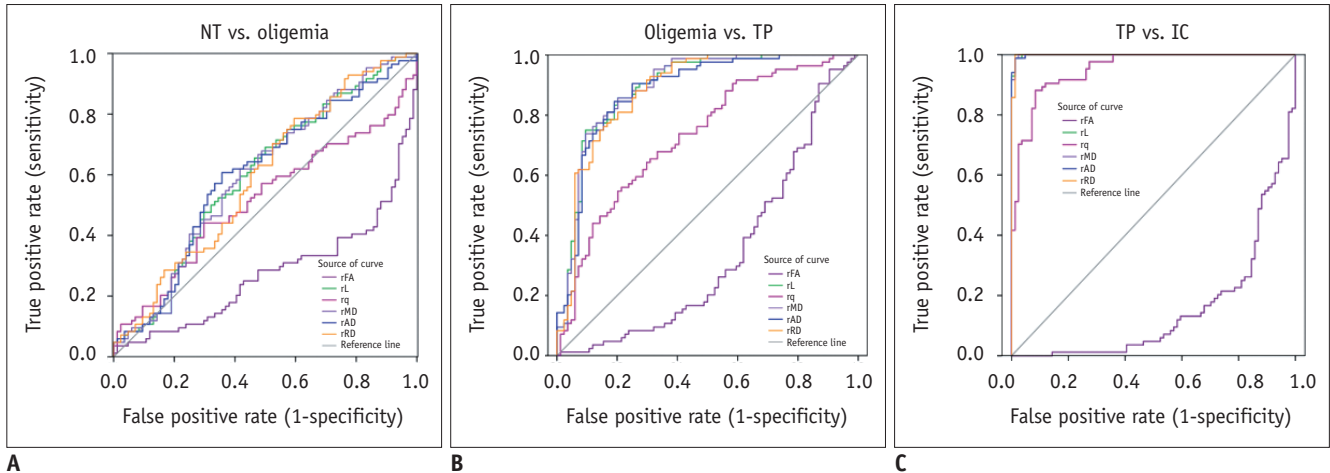 NT vs. oligemia
True positive rate (sensitivity)
1.0
0.8
0.6
0.4
0.2
0.0
Source of curve
rFA
rL
rq
rMD
rAD
rRD
Reference line
0.0 0.2 0.4 0.6 0.8 1.0
False positive rate (1-specificity)
A
Oligemia vs. TP
True positive rate (sensitivity)
1.0
0.8
0.6
0.4
0.2
0.0
Source of curve
rFA
rL
rq
rMD
rAD
rRD
Reference line
0.0 0.2 0.4 0.6 0.8 1.0
False positive rate (1-specificity)
B
TP vs. IC
True positive rate (sensitivity)
1.0
0.8
0.6
0.4
0.2
0.0
Source of curve
rFA
rL
rq
rMD
rAD
rRD
Reference line
0.0 0.2 0.4 0.6 0.8 1.0
False positive rate (1-specificity)
C